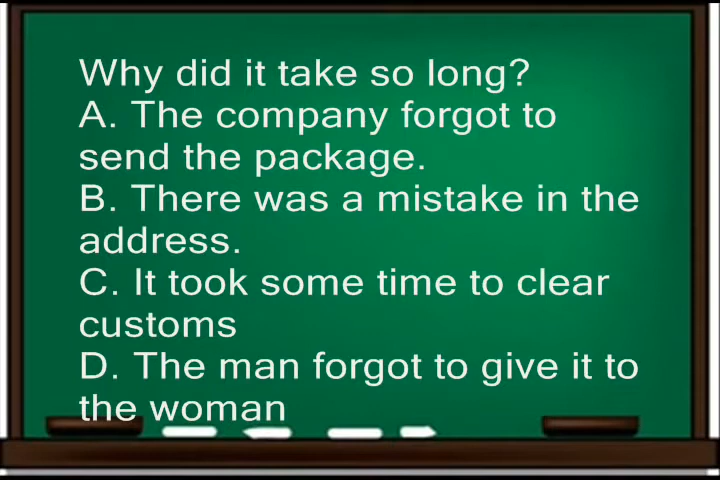 Why did it take so long?
A. The company forgot to
send the package.
B. There was a mistake in the
address.
C. It took some time to clear
customs
D. The man forgot to give it to
the woman